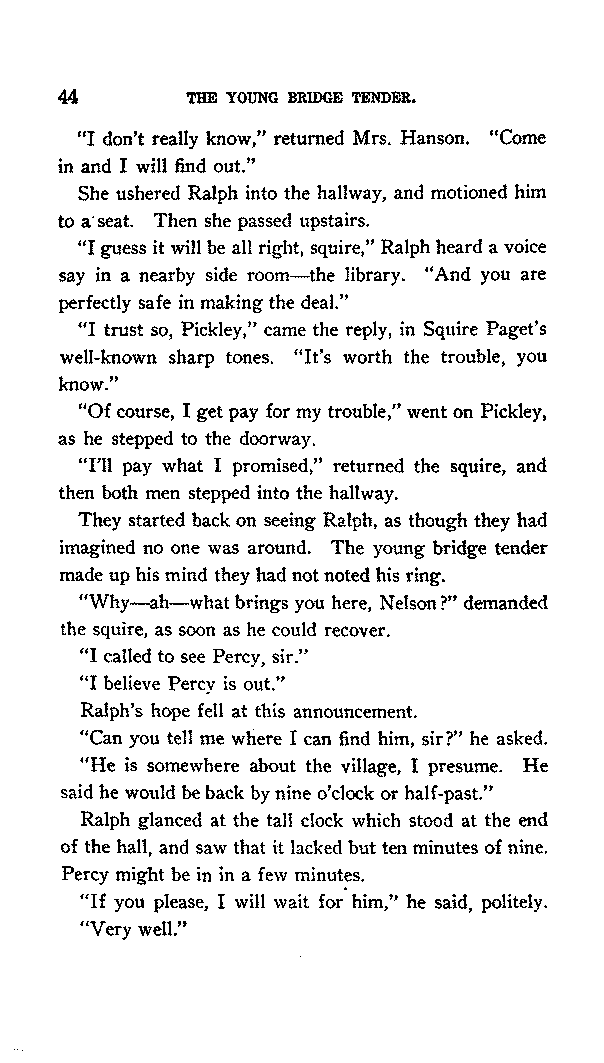 44 THE YOUNG BRIDGE TENDER.
"I don't really know," returned Mrs. Hanson. "Come
in and I will find out."
She ushered Ralph into the hallway, and motioned him
to a seat. Then she passed upstairs.
"I guess it will be all right, squire," Ralph heard a voice
say in a nearby side room—the library. "And you are
perfectly safe in making the deal."
"I trust so, Pickley," came the reply, in Squire Paget's
well-known sharp tones. "It's worth the trouble, you
know."
"Of course, I get pay for my trouble," went on Pickley,
as he stepped to the doorway.
"I'll pay what I promised," returned the squire, and
then both men stepped into the hallway.
They started back on seeing Ralph, as though they had
imagined no one was around. The young bridge tender
made up his mind they had not noted his ring.
"Why—ah—what brings you here, Nelson?" demanded
the squire, as soon as he could recover.
"I called to see Percy, sir."
"I believe Percy is out."
Ralph's hope fell at this announcement.
"Can you tell me where I can find him, sir?" he asked.
"He is somewhere about the village, I presume. He
said he would be back by nine o'clock or half-past."
Ralph glanced at the tall clock which stood at the end
of the hall, and saw that it lacked but ten minutes of nine.
Percy might be in in a few minutes.
"If you please, I will wait for him," he said, politely.
"Very well."